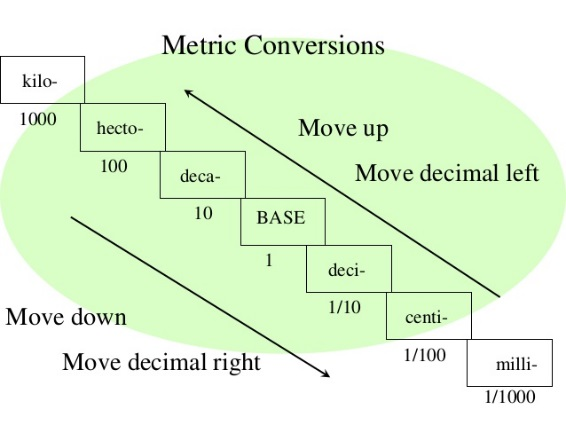 Metric Conversions
kilo-
1000
hecto-
100
deca-
10
BASE
1
deci-
1/10
centi-
1/100
milli-
1/1000
Move up
Move decimal left
Move down
Move decimal right